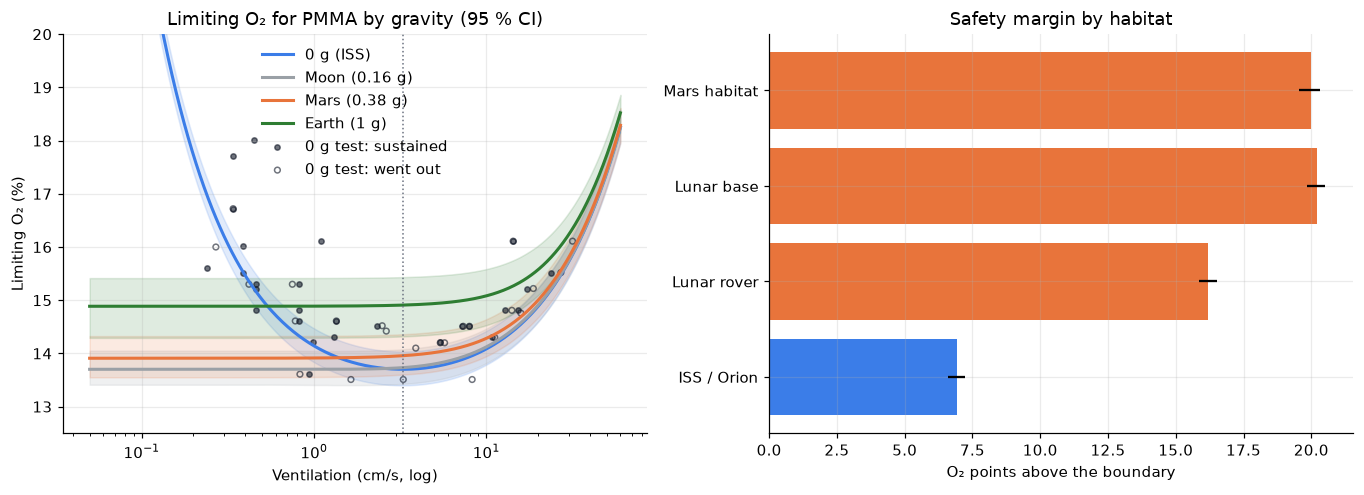 Limiting O₂ for PMMA by gravity (95 % CI)
20
19
18
17
16
15
14
13
Limiting O₂ (%)
0 g (ISS)
Moon (0.16 g)
Mars (0.38 g)
Earth (1 g)
0 g test: sustained
0 g test: went out
10⁻¹
10⁰
10¹
Ventilation (cm/s, log)
Safety margin by habitat
Mars habitat
Lunar base
Lunar rover
ISS / Orion
0.0
2.5
5.0
7.5
10.0
12.5
15.0
17.5
20.0
O₂ points above the boundary